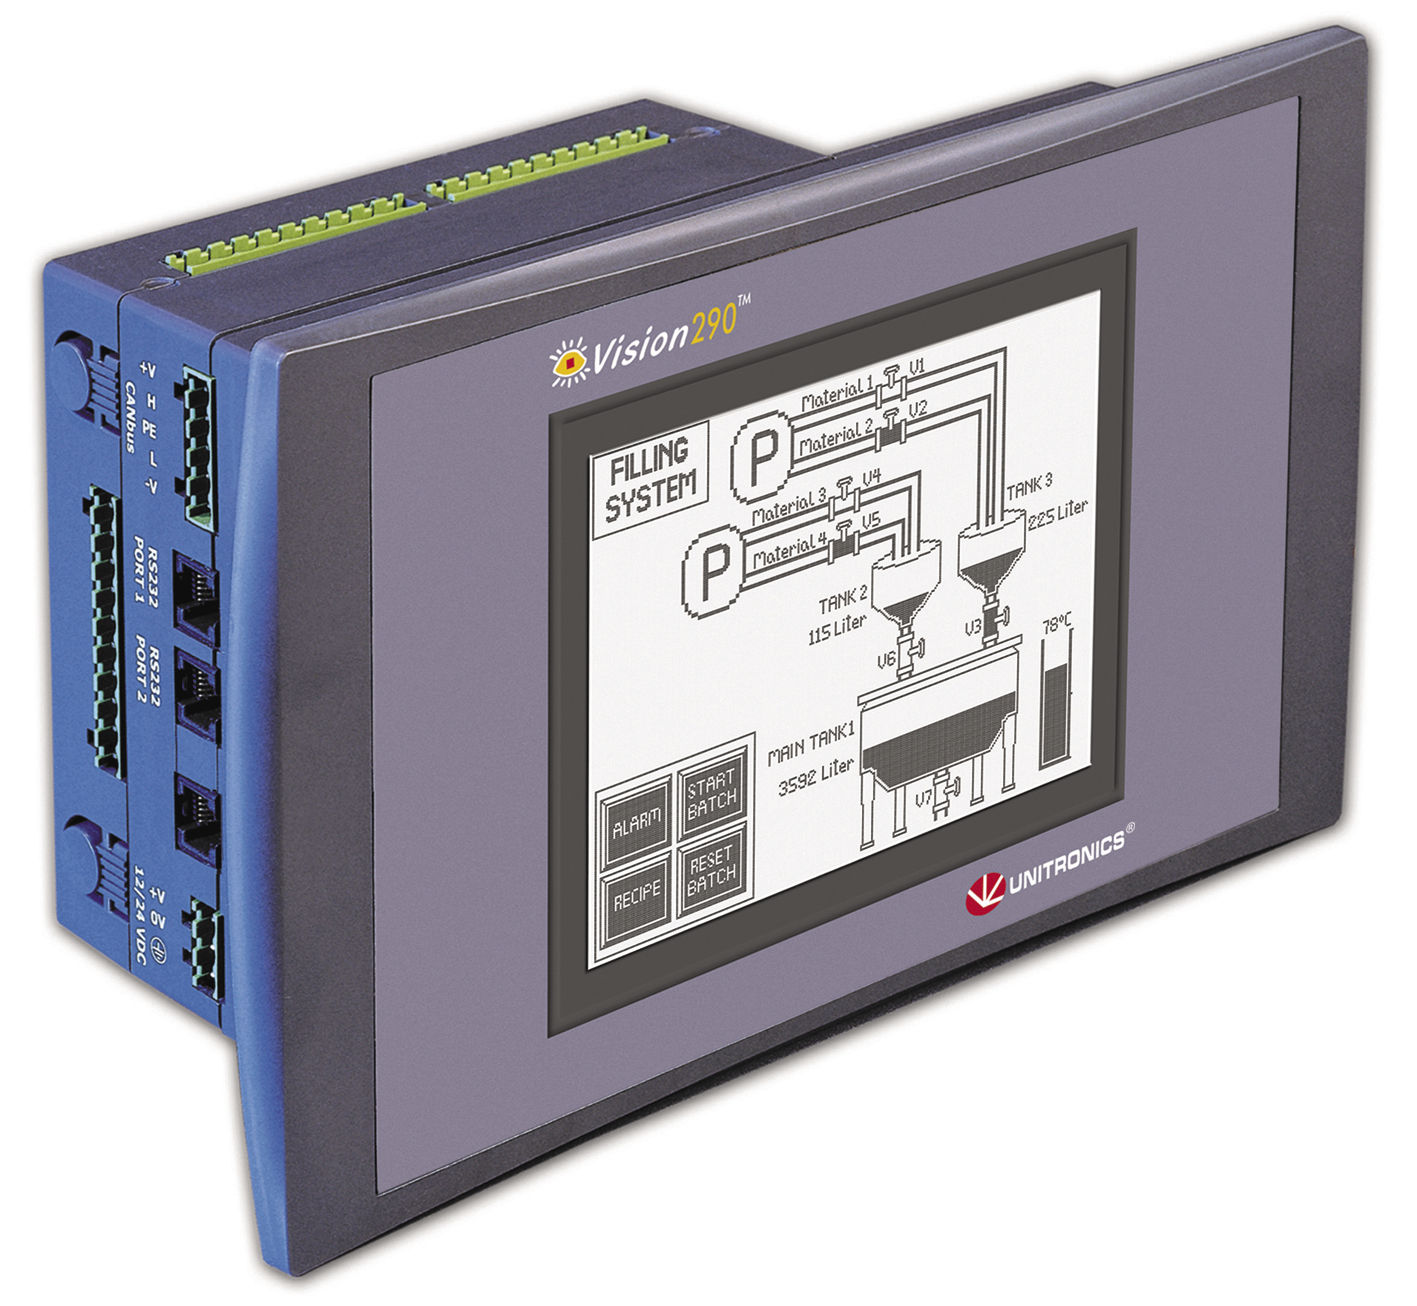 Vision290™
FILLING
SYSTEM
P
Material 1
V1
Material 2
V2
P
Material 3
V4
Material 4
V5
TANK 3
225 Liter
TANK 2
115 Liter
V3
V6
78°C
MAIN TANK1
3592 Liter
V7
ALARM
START
BATCH
RECIPE
RESET
BATCH
UNITRONICS®
+V
H
PE
L
-V
CANbus
RS232
PORT 1
RS232
PORT 2
+V
0V
12/24 VDC